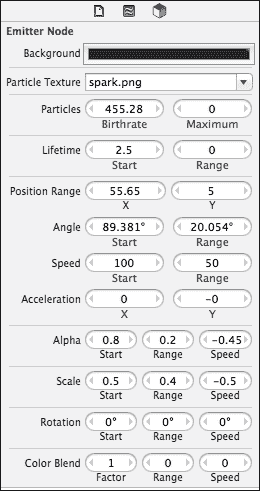 Emitter Node
Background
Particle Texture spark.png
Particles 455.28 0
Birthrate Maximum
Lifetime 2.5 0
Start Range
Position Range 55.65 5
X Y
Angle 89.381° 20.054°
Start Range
Speed 100 50
Start Range
Acceleration 0 -0
X Y
Alpha 0.8 0.2 -0.45
Start Range Speed
Scale 0.5 0.4 -0.5
Start Range Speed
Rotation 0° 0° 0°
Start Range Speed
Color Blend 1 0 0
Factor Range Speed